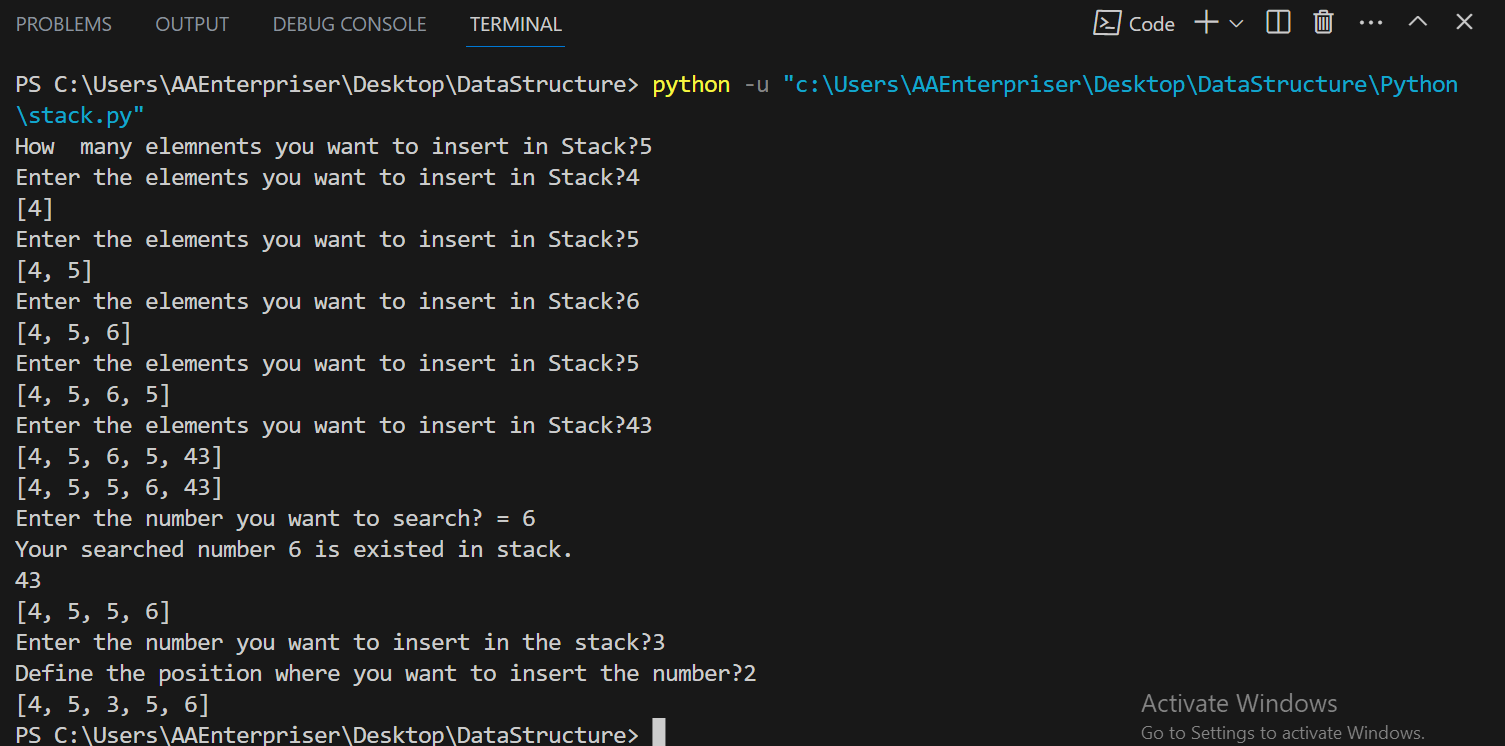 PROBLEMS OUTPUT DEBUG CONSOLE TERMINAL Code
PS C:\Users\AAEnterpriser\Desktop\DataStructure> python -u "c:\Users\AAEnterpriser\Desktop\DataStructure\Python
\stack.py"
How  many elemnents you want to insert in Stack?5
Enter the elements you want to insert in Stack?4
[4]
Enter the elements you want to insert in Stack?5
[4, 5]
Enter the elements you want to insert in Stack?6
[4, 5, 6]
Enter the elements you want to insert in Stack?5
[4, 5, 6, 5]
Enter the elements you want to insert in Stack?43
[4, 5, 6, 5, 43]
[4, 5, 5, 6, 43]
Enter the number you want to search? = 6
Your searched number 6 is existed in stack.
43
[4, 5, 5, 6]
Enter the number you want to insert in the stack?3
Define the position where you want to insert the number?2
[4, 5, 3, 5, 6]
PS C:\Users\AAEnterpriser\Desktop\DataStructure>
Activate Windows
Go to Settings to activate Windows.